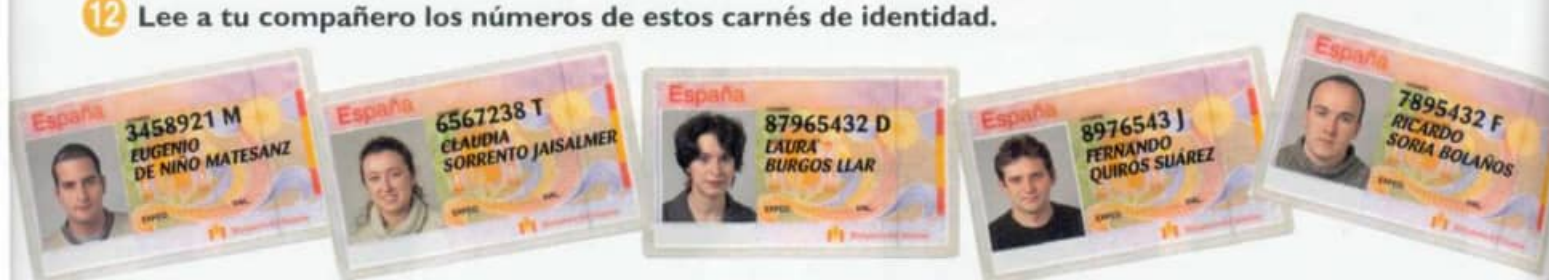 12 Lee a tu compañero los números de estos carnés de identidad.
España
3458921 M
EUGENIO
DE NIÑO MATESANZ
España
6567238 T
CLAUDIA
SORRENTO JAISALMER
España
87965432 D
LAURA
BURGOS LLAR
España
8976543 J
FERNANDO
QUIRÓS SUÁREZ
España
7895432 F
RICARDO
SORIA BOLAÑOS